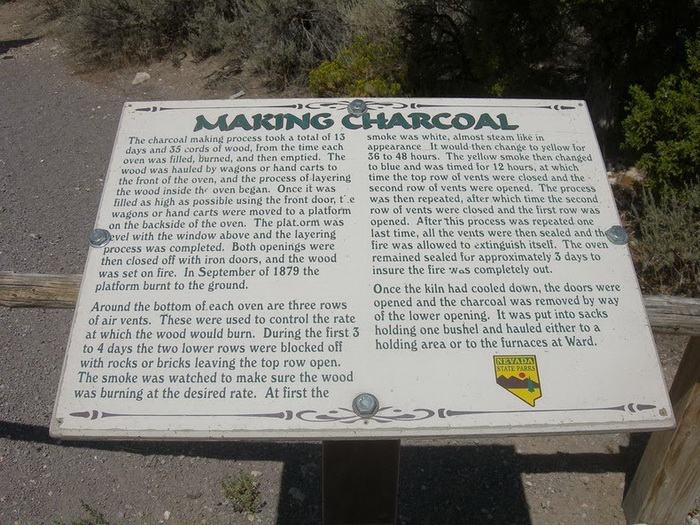 MAKING CHARCOAL
The charcoal making process took a total of 13
days and 35 cords of wood, from the time each
oven was filled, burned, and then emptied. The
wood was hauled by wagons or hand carts to
the front of the oven, and the process of layering
the wood inside the oven began. Once it was
filled as high as possible using the front door, t e
wagons or hand carts were moved to a platform
on the backside of the oven. The platform was
level with the window above and the layering
process was completed. Both openings were
then closed off with iron doors, and the wood
was set on fire. In September of 1879 the
platform burnt to the ground.
Around the bottom of each oven are three rows
of air vents. These were used to control the rate
at which the wood would burn. During the first 3
to 4 days the two lower rows were blocked off
with rocks or bricks leaving the top row open.
The smoke was watched to make sure the wood
was burning at the desired rate. At first the
smoke was white, almost steam like in
appearance. It would then change to yellow for
36 to 48 hours. The yellow smoke then changed
to blue and was timed for 12 hours, at which
time the top row of vents were closed and the
second row of vents were opened. The process
was then repeated, after which time the second
row of vents were closed and the first row was
opened. After this process was repeated one
last time, all the vents were then sealed and the
fire was allowed to extinguish itself. The oven
remained sealed for approximately 3 days to
insure the fire was completely out.
Once the kiln had cooled down, the doors were
opened and the charcoal was removed by way
of the lower opening. It was put into sacks
holding one bushel and hauled either to a
holding area or to the furnaces at Ward.
NEVADA
STATE PARKS